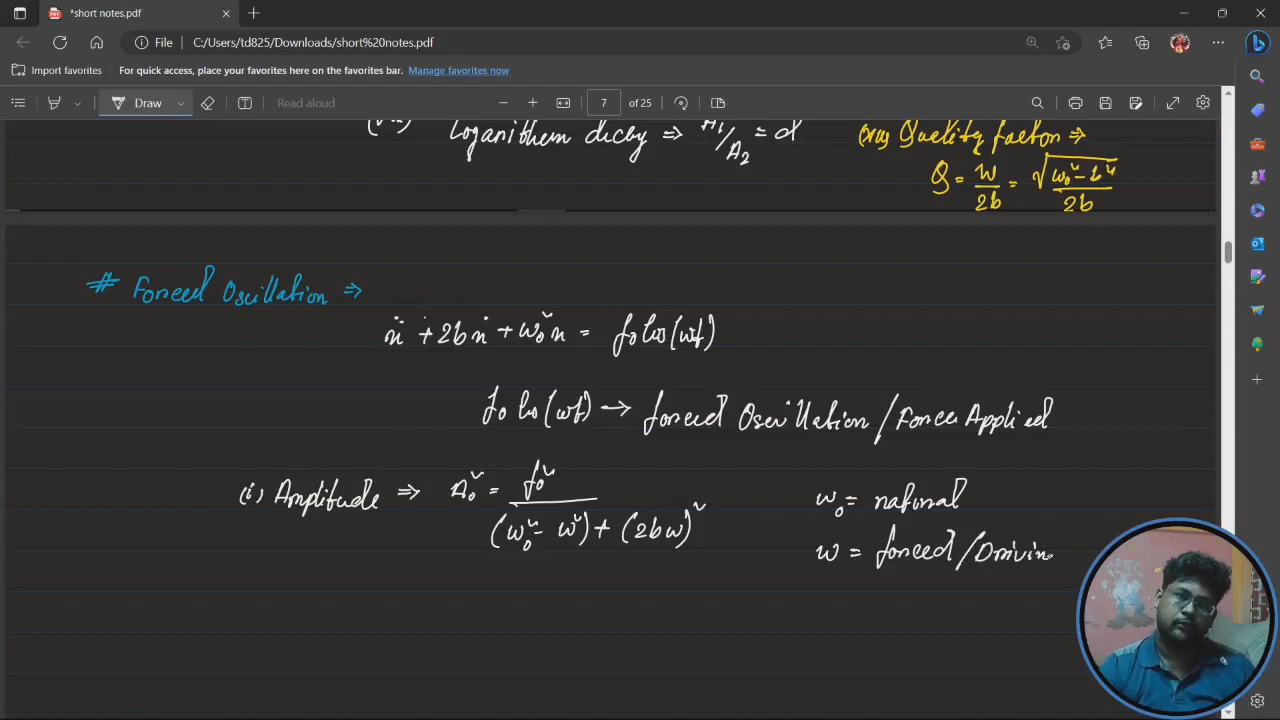 *short notes.pdf
File C:/Users/td825/Downloads/short%20notes.pdf
Import favorites For quick access, place your favorites here on the favorites bar. Manage favorites now
Draw Read aloud 7 of 25
Logarithem decay ⇒ A₁/A₂ = d
Quality factor ⇒
Q = w/2b = √(w₀² - b²)/2b
# Forced Oscillation ⇒
ẍ + 2bẋ + w₀²x = f₀ Cos(wt)
f₀ Cos(wt) → forced Oscillation / Force Applied
(i) Amplitude ⇒ A₀² = f₀²/(w₀² - w²) + (2bw)²
w₀ = natural
w = forced / Drivin